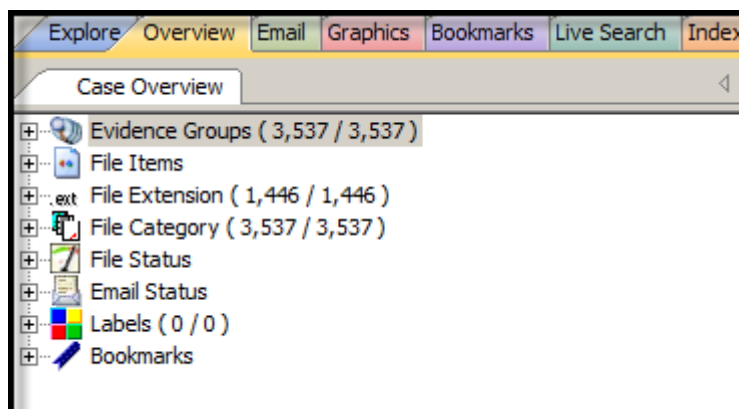 Explore Overview Email Graphics Bookmarks Live Search Index
Case Overview
Evidence Groups ( 3,537 / 3,537 )
File Items
.ext File Extension ( 1,446 / 1,446 )
File Category ( 3,537 / 3,537 )
File Status
Email Status
Labels ( 0 / 0 )
Bookmarks